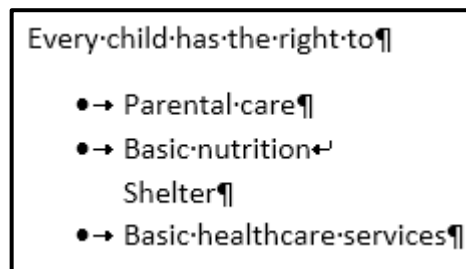 Every·child·has·the·right·to¶
●→ Parental·care¶
●→ Basic·nutrition↵
Shelter¶
●→ Basic·healthcare·services¶